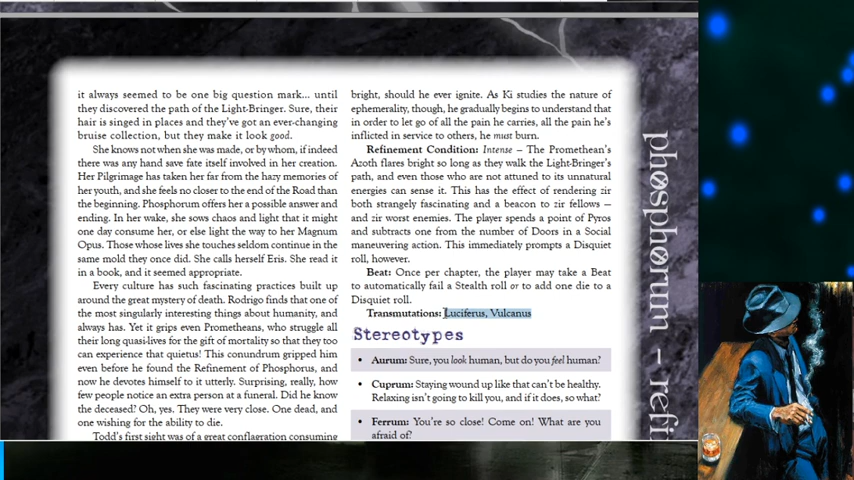 it always seemed to be one big question mark... until
they discovered the path of the Light-Bringer. Sure, their
hair is singed in places and they've got an ever-changing
bruise collection, but they make it look good.
She knows not when she was made, or by whom, if indeed
there was any hand save fate itself involved in her creation.
Her Pilgrimage has taken her far from the hazy memories of
her youth, and she feels no closer to the end of the Road than
the beginning. Phosphorum offers her a possible answer and
ending. In her wake, she sows chaos and light that it might
one day consume her, or else light the way to her Magnum
Opus. Those whose lives she touches seldom continue in the
same mold they once did. She calls herself Eris. She read it
in a book, and it seemed appropriate.
Every culture has such fascinating practices built up
around the great mystery of death. Rodrigo finds that one of
the most singularly interesting things about humanity, and
always has. Yet it grips even Prometheans, who struggle all
their long quasi-lives for the gift of mortality so that they too
can experience that quietus! This conundrum gripped him
even before he found the Refinement of Phosphorus, and
now he devotes himself to it utterly. Surprising, really, how
few people notice an extra person at a funeral. Did he know
the deceased? Oh, yes. They were very close. One dead, and
one wishing for the ability to die.
Todd's first sight was of a great conflagration consuming
bright, should he ever ignite. As Ki studies the nature of
ephemerality, though, he gradually begins to understand that
in order to let go of all the pain he carries, all the pain he's
inflicted in service to others, he must burn.
Refinement Condition: Intense – The Promethean's
Azoth flares bright so long as they walk the Light-Bringer's
path, and even those who are not attuned to its unnatural
energies can sense it. This has the effect of rendering zir
both strangely fascinating and a beacon to zir fellows —
and zir worst enemies. The player spends a point of Pyros
and subtracts one from the number of Doors in a Social
maneuvering action. This immediately prompts a Disquiet
roll, however.
Beat: Once per chapter, the player may take a Beat
to automatically fail a Stealth roll or to add one die to a
Disquiet roll.
Transmutations: Luciferus, Vulcanus
Stereotypes
• Aurum: Sure, you look human, but do you feel human?
• Cuprum: Staying wound up like that can't be healthy.
Relaxing isn't going to kill you, and if it does, so what?
• Ferrum: You're so close! Come on! What are you
afraid of?
phosphorum – refi